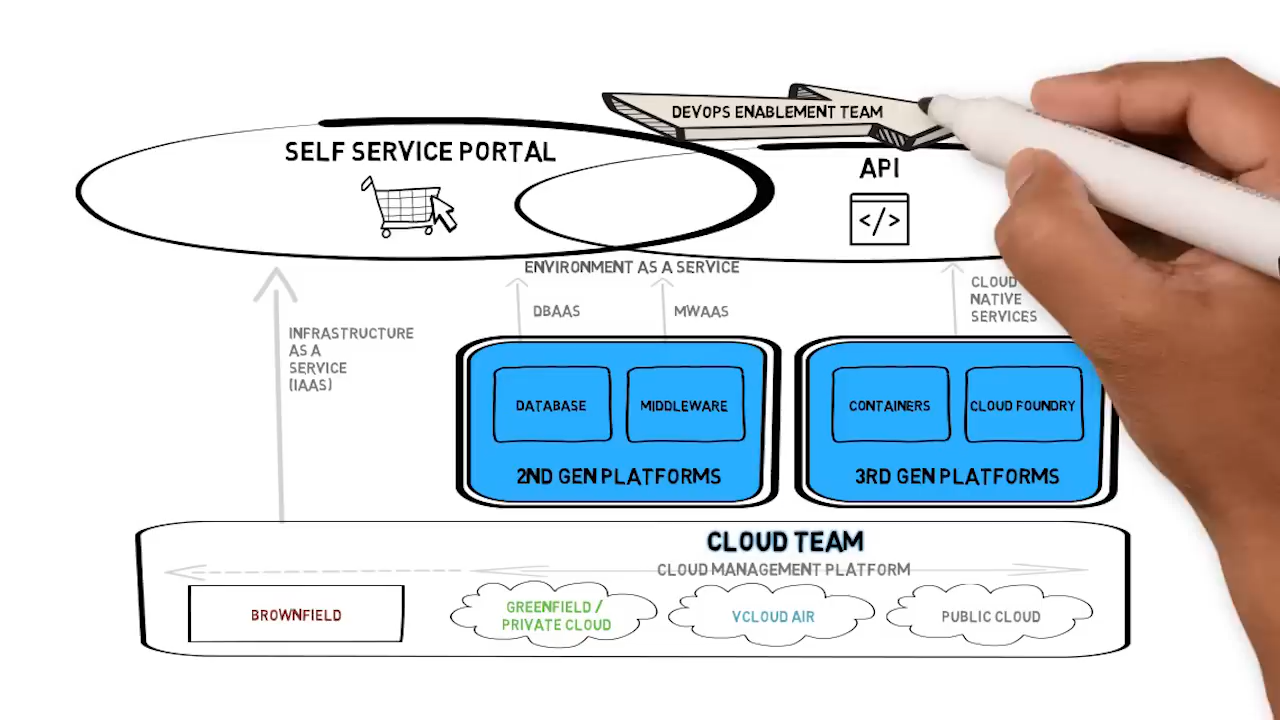 DEVOPS ENABLEMENT TEAM
SELF SERVICE PORTAL
API
</>
ENVIRONMENT AS A SERVICE
DBAAS
MWAAS
CLOUD
NATIVE
SERVICES
INFRASTRUCTURE
AS A
SERVICE
(IAAS)
DATABASE
MIDDLEWARE
CONTAINERS
CLOUD FOUNDRY
2ND GEN PLATFORMS
3RD GEN PLATFORMS
CLOUD TEAM
CLOUD MANAGEMENT PLATFORM
BROWNFIELD
GREENFIELD /
PRIVATE CLOUD
VCLOUD AIR
PUBLIC CLOUD